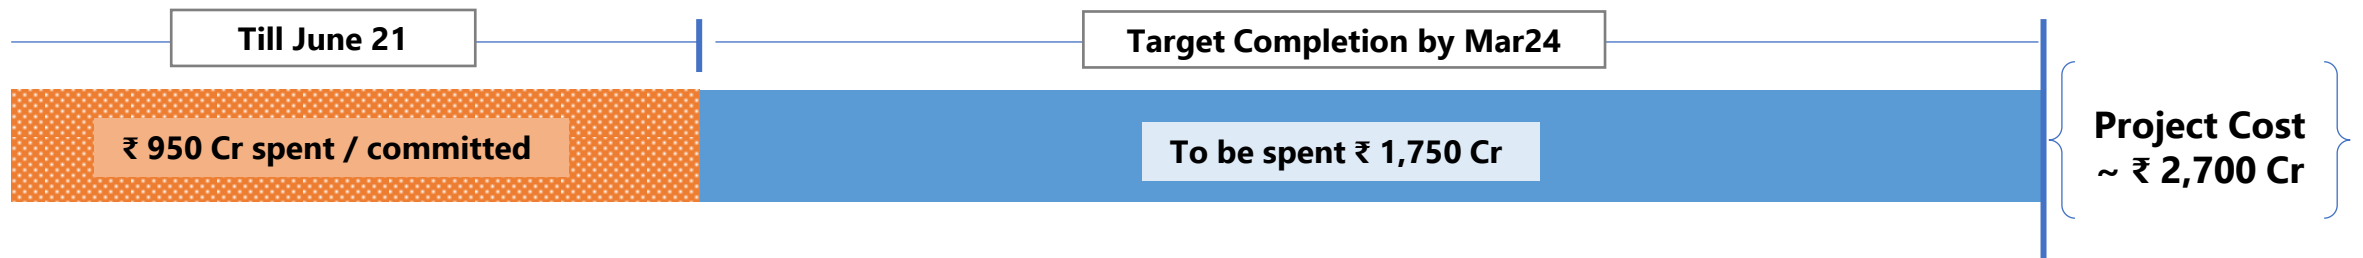 Till June 21
Target Completion by Mar24
₹ 950 Cr spent / committed
To be spent ₹ 1,750 Cr
Project Cost
~ ₹ 2,700 Cr